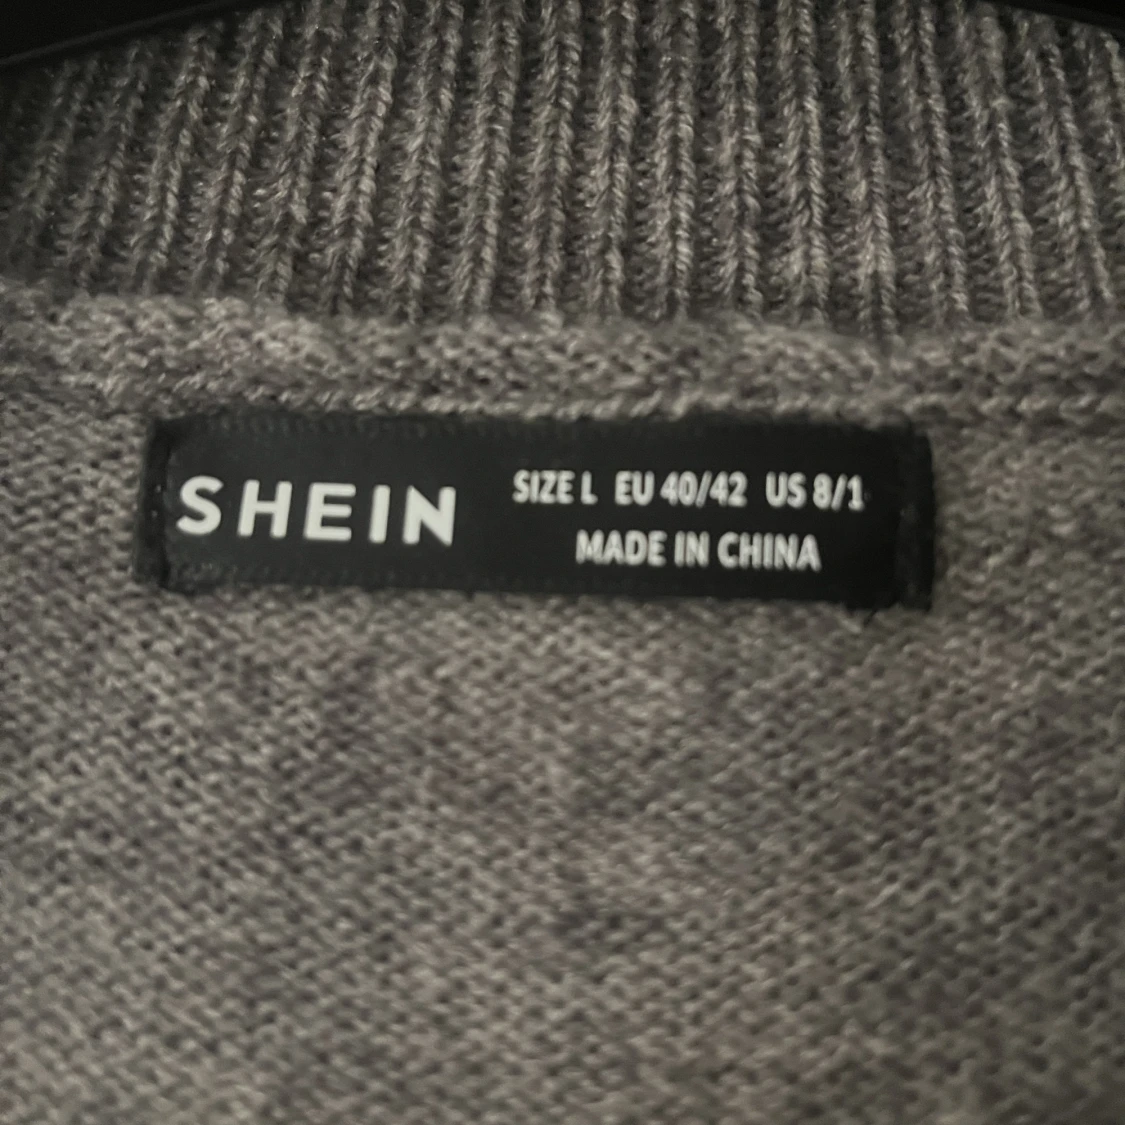 SHEIN
SIZE L EU 40/42 US 8/1
MADE IN CHINA